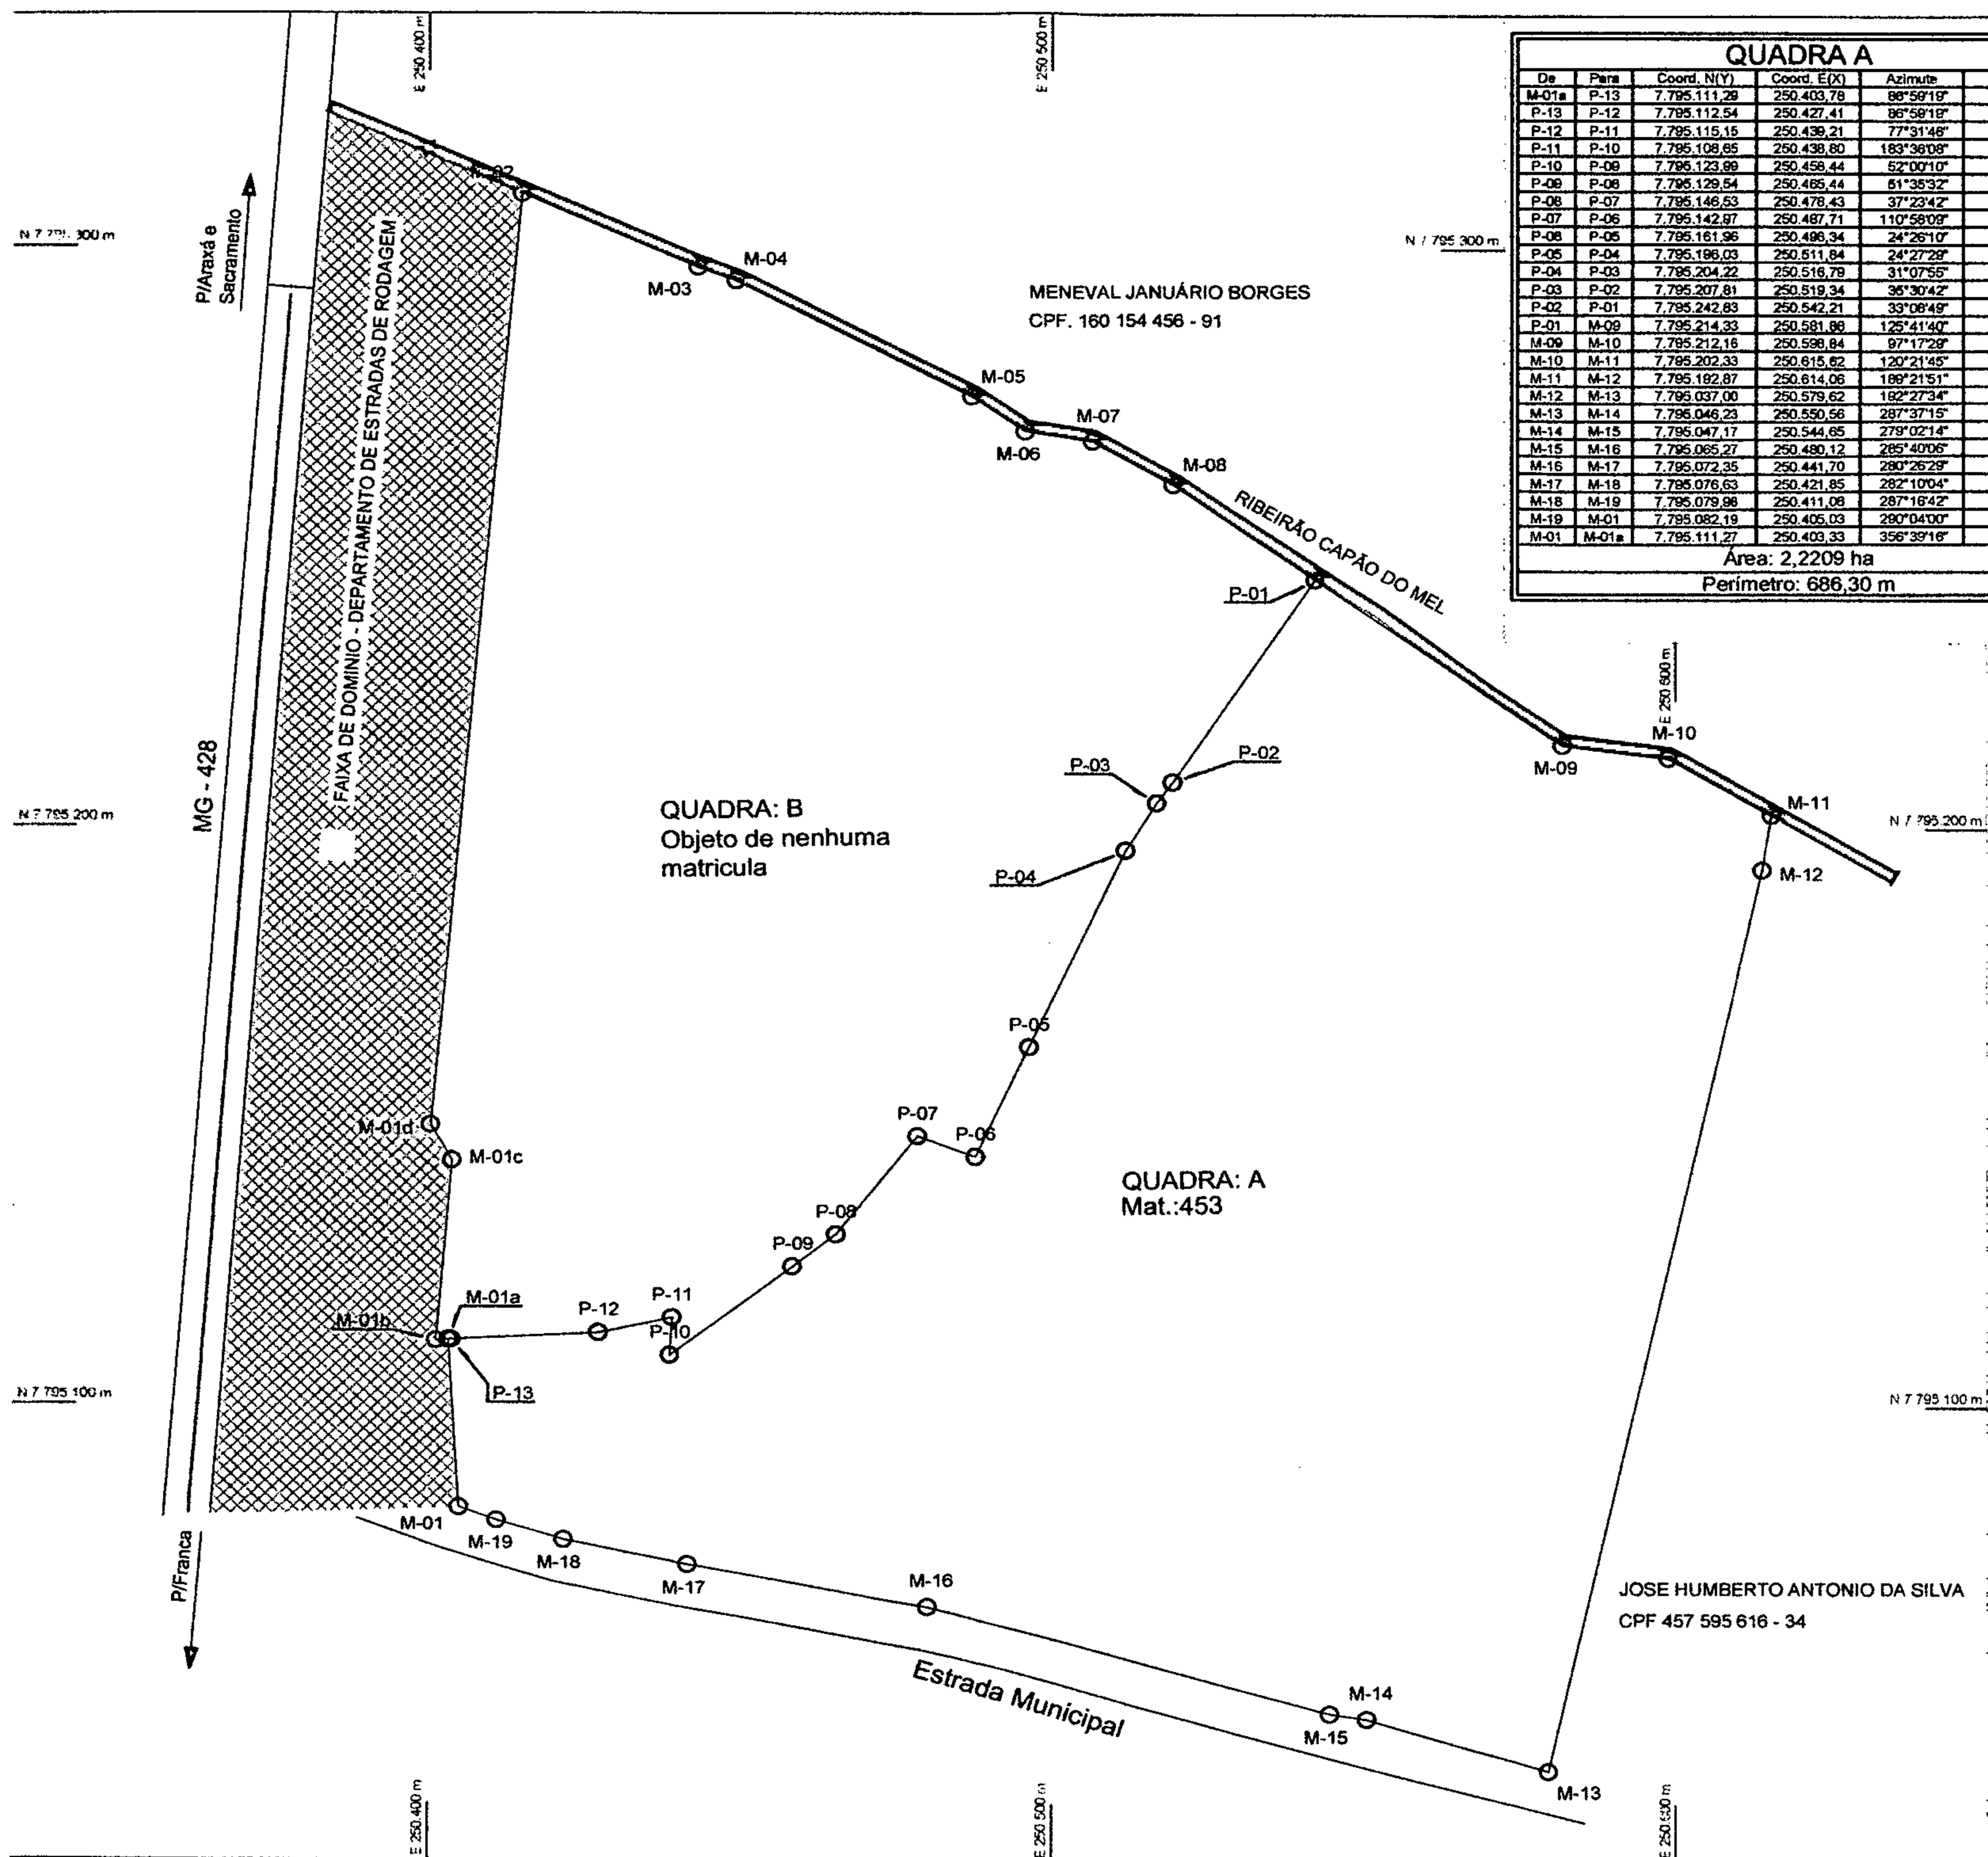 E 250.400 m
E 250.500 m
QUADRA A
De Para Coord. N(Y) Coord. E(X) Azimute
M-01a P-13 7.795.111,29 250.403,78 86°59'19"
P-13 P-12 7.795.112,54 250.427,41 86°59'19"
P-12 P-11 7.795.115,15 250.439,21 77°31'46"
P-11 P-10 7.795.108,65 250.438,80 183°36'08"
P-10 P-09 7.795.123,99 250.458,44 52°00'10"
P-09 P-08 7.795.129,54 250.465,44 51°35'32"
P-08 P-07 7.795.146,53 250.478,43 37°23'42"
P-07 P-06 7.795.142,97 250.487,71 110°58'09"
P-06 P-05 7.795.161,96 250.496,34 24°26'10"
P-05 P-04 7.795.196,03 250.511,84 24°27'29"
P-04 P-03 7.795.204,22 250.516,79 31°07'55"
P-03 P-02 7.795.207,81 250.519,34 35°30'42"
P-02 P-01 7.795.242,83 250.542,21 33°08'49"
P-01 M-09 7.795.214,33 250.581,88 125°41'40"
M-09 M-10 7.795.212,16 250.598,84 97°17'29"
M-10 M-11 7.795.202,33 250.615,62 120°21'45"
M-11 M-12 7.795.192,87 250.614,06 189°21'51"
M-12 M-13 7.795.037,00 250.579,62 192°27'34"
M-13 M-14 7.795.046,23 250.550,56 287°37'15"
M-14 M-15 7.795.047,17 250.544,65 279°02'14"
M-15 M-16 7.795.065,27 250.480,12 285°40'06"
M-16 M-17 7.795.072,35 250.441,70 280°26'29"
M-17 M-18 7.795.076,63 250.421,85 282°10'04"
M-18 M-19 7.795.079,98 250.411,08 287°16'42"
M-19 M-01 7.795.082,19 250.405,03 290°04'00"
M-01 M-01a 7.795.111,27 250.403,33 356°39'16"
Área: 2,2209 ha
Perímetro: 686,30 m
P/Araxá e
Sacramento
N 7 795 300 m
M-03
M-04
MENEVAL JANUÁRIO BORGES
CPF. 160 154 456 - 91
FAIXA DE DOMINIO - DEPARTAMENTO DE ESTRADAS DE RODAGEM
M-05
M-06
M-07
M-08
RIBEIRÃO CAPÃO DO MEL
P-01
E 250 600 m
MG - 428
M-09
M-10
P-02
P-03
M-11
N 7 795 200 m
N 7 795.200 m
QUADRA: B
Objeto de nenhuma
matricula
P-04
M-12
P-05
M-01d
M-01c
P-07
P-06
QUADRA: A
Mat.:453
P-08
P-09
M-01a
M-01b
P-12
P-11
P-10
P-13
N 7 795 100 m
N 7 795 100 m
M-01
M-19
M-18
M-17
M-16
P/Franca
JOSE HUMBERTO ANTONIO DA SILVA
CPF 457 595 616 - 34
Estrada Municipal
M-14
M-15
M-13
E 250.400 m
E 250 500 m
E 250.600 m